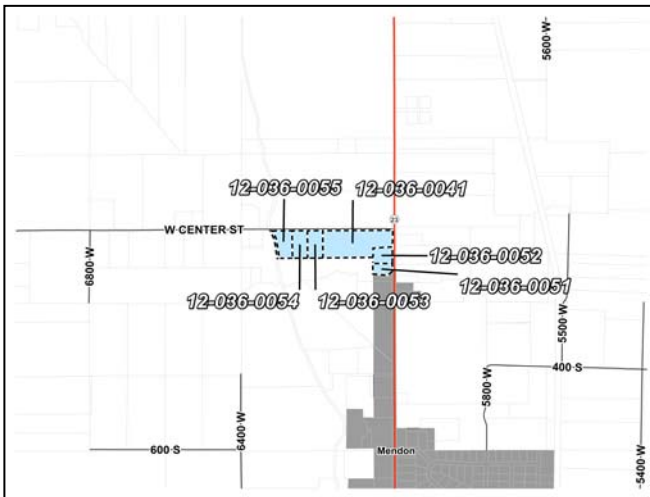 5600 W
12-036-0055
12-036-0041
23
W CENTER ST
12-036-0052
6800 W
12-036-0051
12-036-0054
12-036-0053
5500 W
400 S
5800 W
6400 W
600 S
Mendon
5400 W